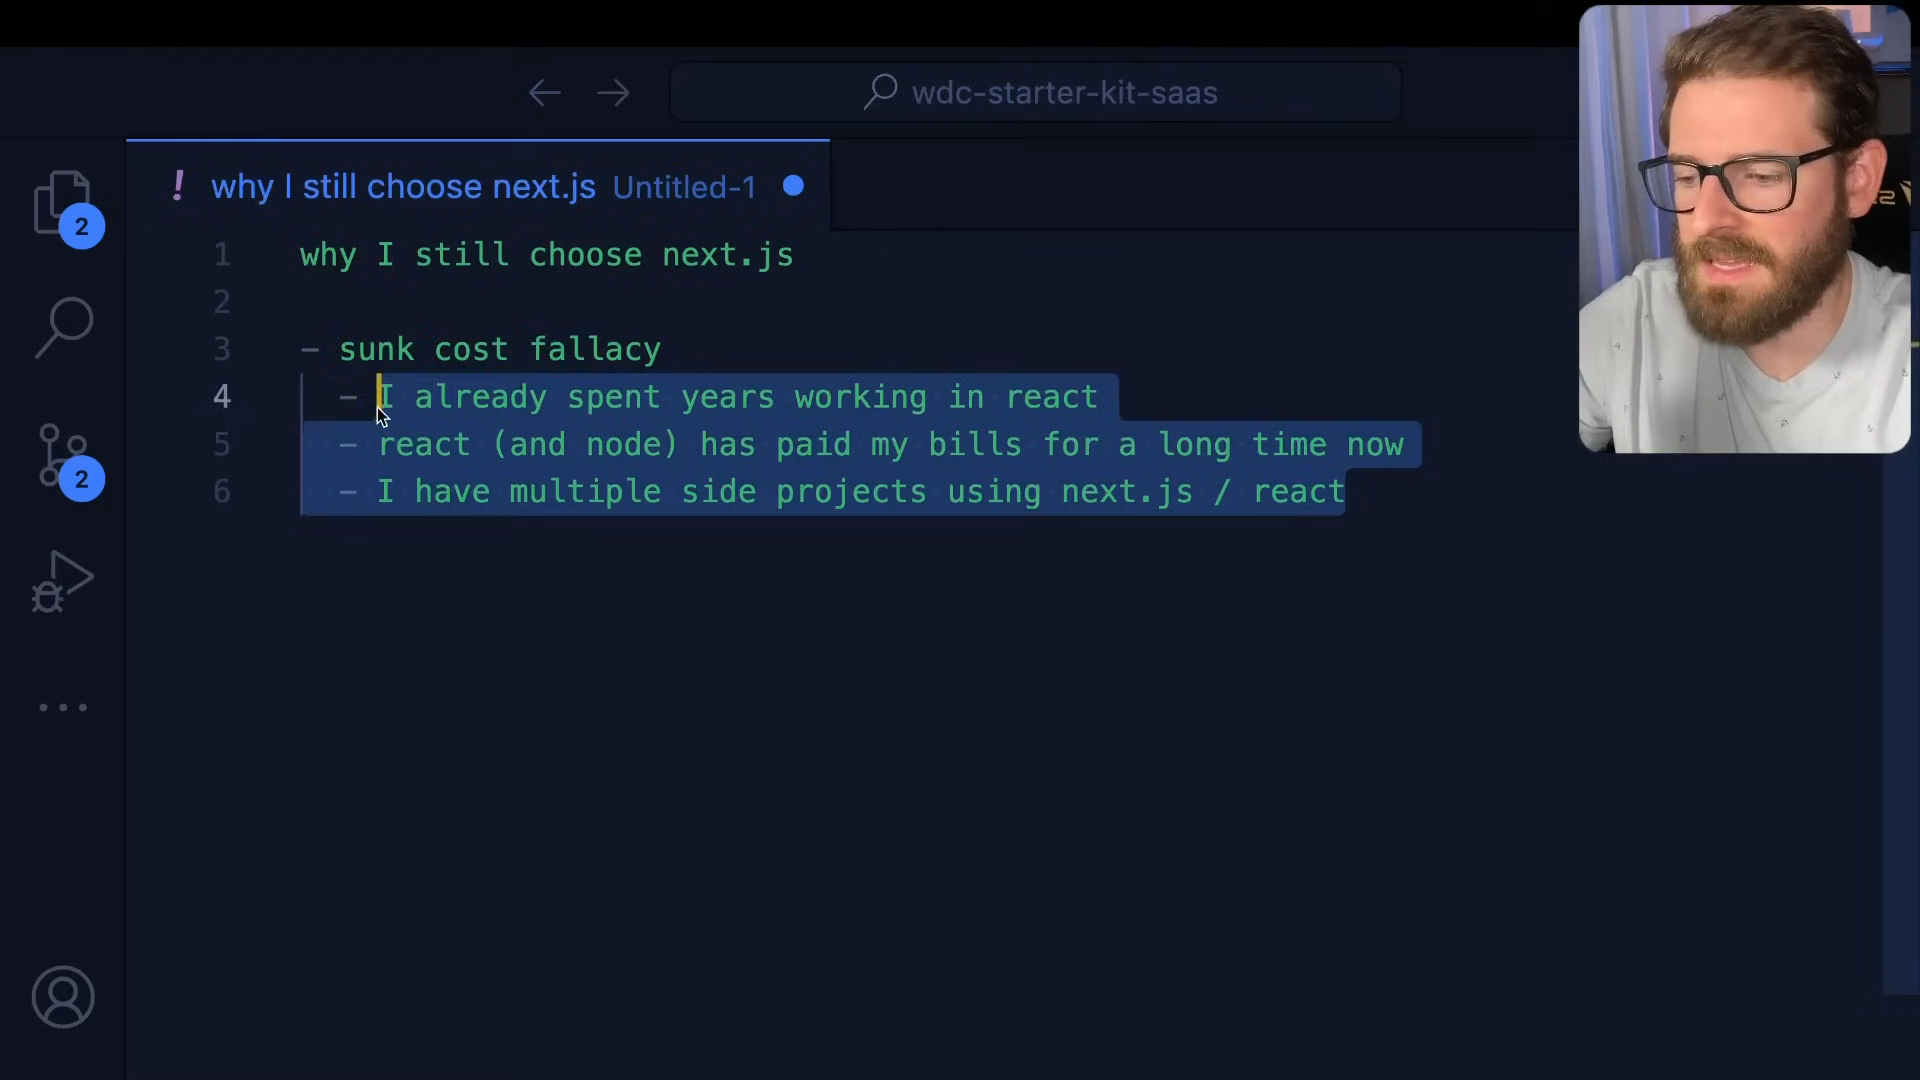 wdc-starter-kit-saas
! why I still choose next.js Untitled-1
2
1 why I still choose next.js
2
3 - sunk cost fallacy
4 - I already spent years working in react
5 - react (and node) has paid my bills for a long time now
6 - I have multiple side projects using next.js / react
2